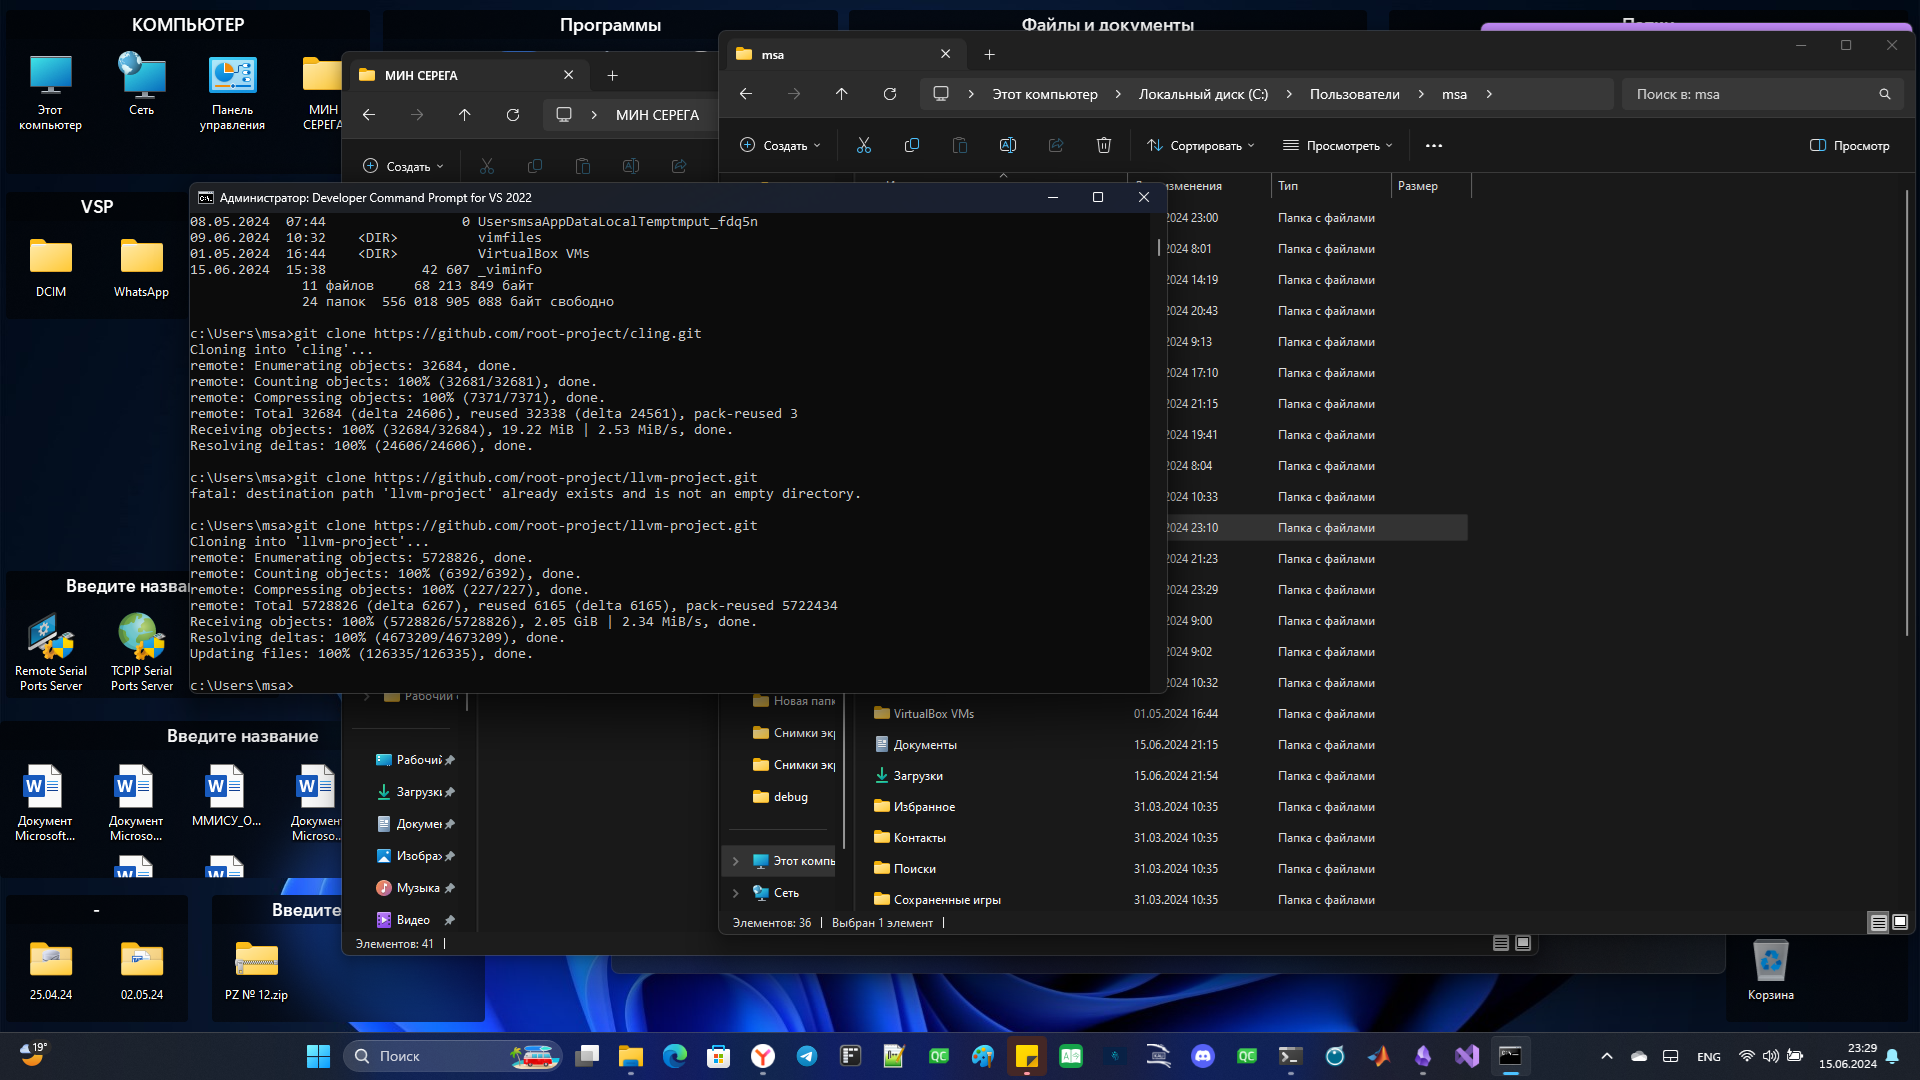 КОМПЬЮТЕР
Программы
Файлы и документы
Этот компьютер
Сеть
Панель управления
МИН СЕРЕГА
VSP
DCIM
WhatsApp
МИН СЕРЕГА
МИН СЕРЕГА
Создать
msa
Этот компьютер
Локальный диск (C:)
Пользователи
msa
Поиск в: msa
Создать
Сортировать
Просмотреть
Просмотр
изменения
Тип
Размер
Администратор: Developer Command Prompt for VS 2022
08.05.2024  07:44                 0 UsersmsaAppDataLocalTemptmput_fdq5n
09.06.2024  10:32    <DIR>          vimfiles
01.05.2024  16:44    <DIR>          VirtualBox VMs
15.06.2024  15:38            42 607 _viminfo
11 файлов     68 213 849 байт
24 папок  556 018 905 088 байт свободно
c:\Users\msa>git clone https://github.com/root-project/cling.git
Cloning into 'cling'...
remote: Enumerating objects: 32684, done.
remote: Counting objects: 100% (32681/32681), done.
remote: Compressing objects: 100% (7371/7371), done.
remote: Total 32684 (delta 24606), reused 32338 (delta 24561), pack-reused 3
Receiving objects: 100% (32684/32684), 19.22 MiB | 2.53 MiB/s, done.
Resolving deltas: 100% (24606/24606), done.
c:\Users\msa>git clone https://github.com/root-project/llvm-project.git
fatal: destination path 'llvm-project' already exists and is not an empty directory.
c:\Users\msa>git clone https://github.com/root-project/llvm-project.git
Cloning into 'llvm-project'...
remote: Enumerating objects: 5728826, done.
remote: Counting objects: 100% (6392/6392), done.
remote: Compressing objects: 100% (227/227), done.
remote: Total 5728826 (delta 6267), reused 6165 (delta 6165), pack-reused 5722434
Receiving objects: 100% (5728826/5728826), 2.05 GiB | 2.34 MiB/s, done.
Resolving deltas: 100% (4673209/4673209), done.
Updating files: 100% (126335/126335), done.
c:\Users\msa>
2024 23:00 Папка с файлами
2024 8:01 Папка с файлами
2024 14:19 Папка с файлами
2024 20:43 Папка с файлами
2024 9:13 Папка с файлами
2024 17:10 Папка с файлами
2024 21:15 Папка с файлами
2024 19:41 Папка с файлами
2024 8:04 Папка с файлами
2024 10:33 Папка с файлами
2024 23:10 Папка с файлами
2024 21:23 Папка с файлами
2024 23:29 Папка с файлами
2024 9:00 Папка с файлами
2024 9:02 Папка с файлами
2024 10:32 Папка с файлами
VirtualBox VMs 01.05.2024 16:44 Папка с файлами
Документы 15.06.2024 21:15 Папка с файлами
Загрузки 15.06.2024 21:54 Папка с файлами
Избранное 31.03.2024 10:35 Папка с файлами
Контакты 31.03.2024 10:35 Папка с файлами
Поиски 31.03.2024 10:35 Папка с файлами
Сохраненные игры 31.03.2024 10:35 Папка с файлами
Новая папк
Снимки экр
Снимки экр
debug
Этот компь
Сеть
Элементов: 36
Выбран 1 элемент
Рабочий
Рабочий
Загрузки
Докумен
Изображ
Музыка
Видео
Элементов: 41
Введите назва
Remote Serial Ports Server
TCPIP Serial Ports Server
Введите название
Документ Microsoft...
Документ Microso...
ММИСУ_О...
Документ Microso...
-
25.04.24
02.05.24
Введите
PZ № 12.zip
Корзина
19°
Поиск
ENG
23:29
15.06.2024